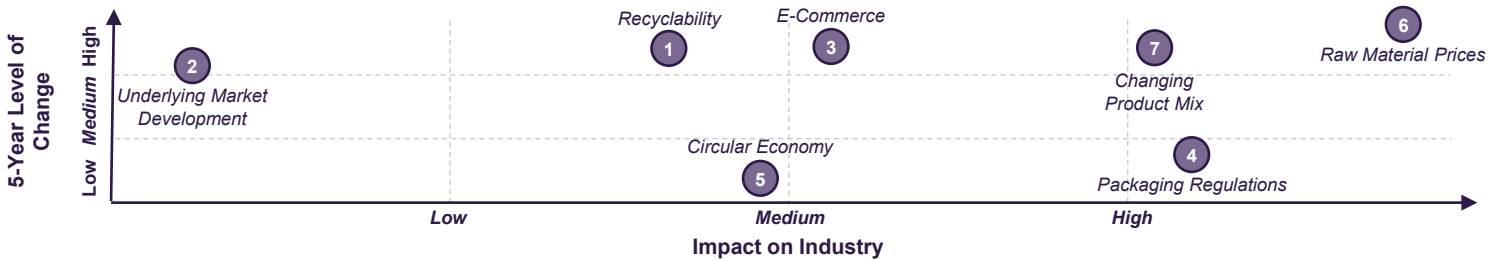 5-Year Level of
Change
High
Medium
Low
Recyclability
E-Commerce
6
1
3
7
Raw Material Prices
2
Underlying Market
Development
Changing
Product Mix
Circular Economy
4
5
Packaging Regulations
Low
Medium
High
Impact on Industry